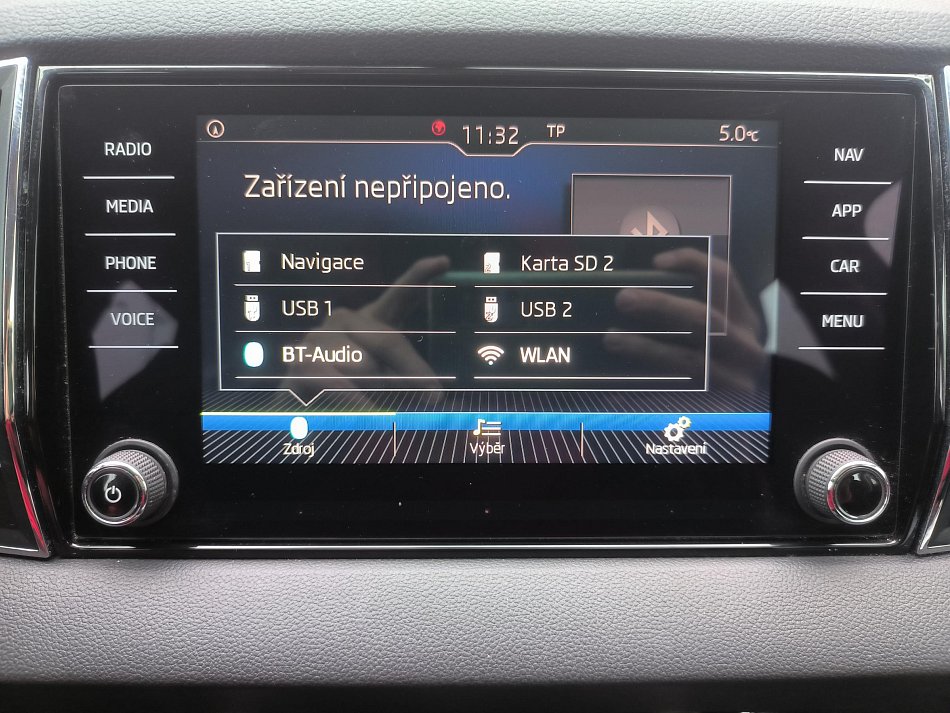 11:32 TP 5.0°C
RADIO
MEDIA
PHONE
VOICE
Zařízení nepřipojeno.
Navigace
Karta SD 2
USB 1
USB 2
BT-Audio
WLAN
Zdroj
Výběr
Nastavení
NAV
APP
CAR
MENU